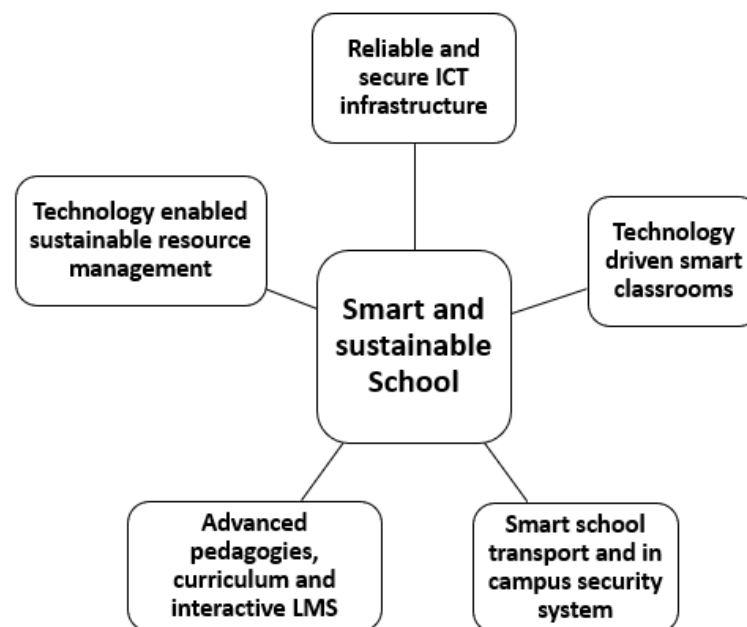 Reliable and
secure ICT
infrastructure
Technology enabled
sustainable resource
management
Technology
driven smart
classrooms
Smart and
sustainable
School
Advanced
pedagogies,
curriculum and
interactive LMS
Smart school
transport and in
campus security
system